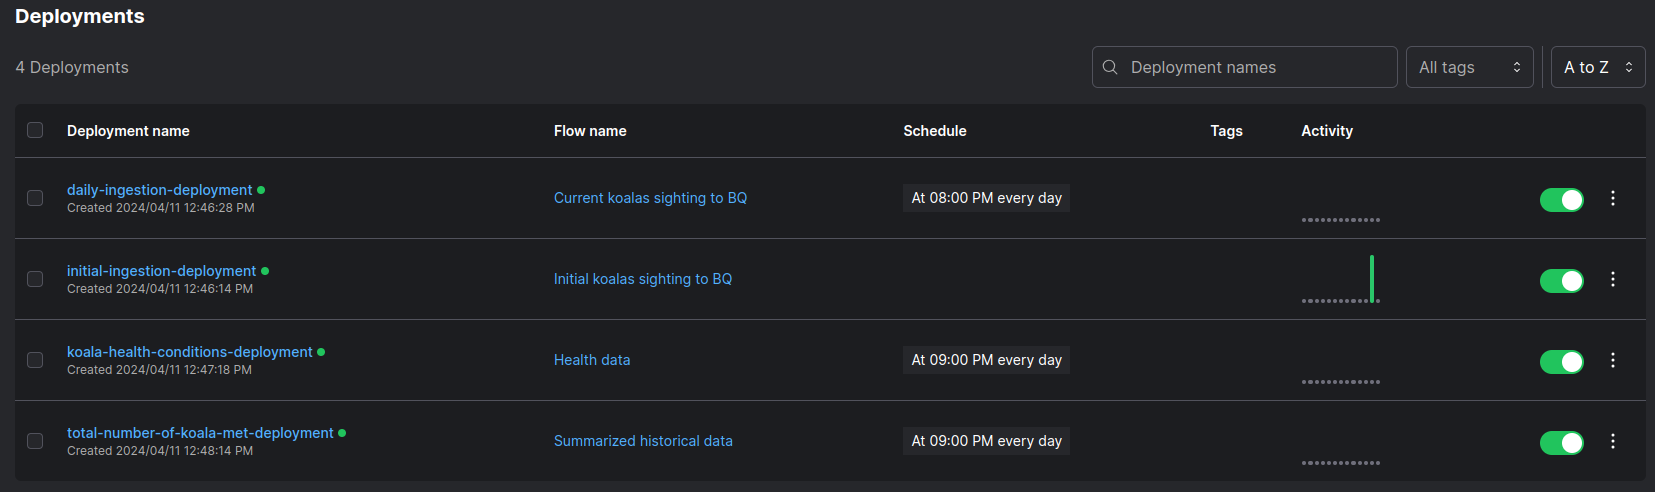 Deployments
4 Deployments
Deployment names
All tags
A to Z
Deployment name
Flow name
Schedule
Tags
Activity
daily-ingestion-deployment
Created 2024/04/11 12:46:28 PM
Current koalas sighting to BQ
At 08:00 PM every day
initial-ingestion-deployment
Created 2024/04/11 12:46:14 PM
Initial koalas sighting to BQ
koala-health-conditions-deployment
Created 2024/04/11 12:47:18 PM
Health data
At 09:00 PM every day
total-number-of-koala-met-deployment
Created 2024/04/11 12:48:14 PM
Summarized historical data
At 09:00 PM every day